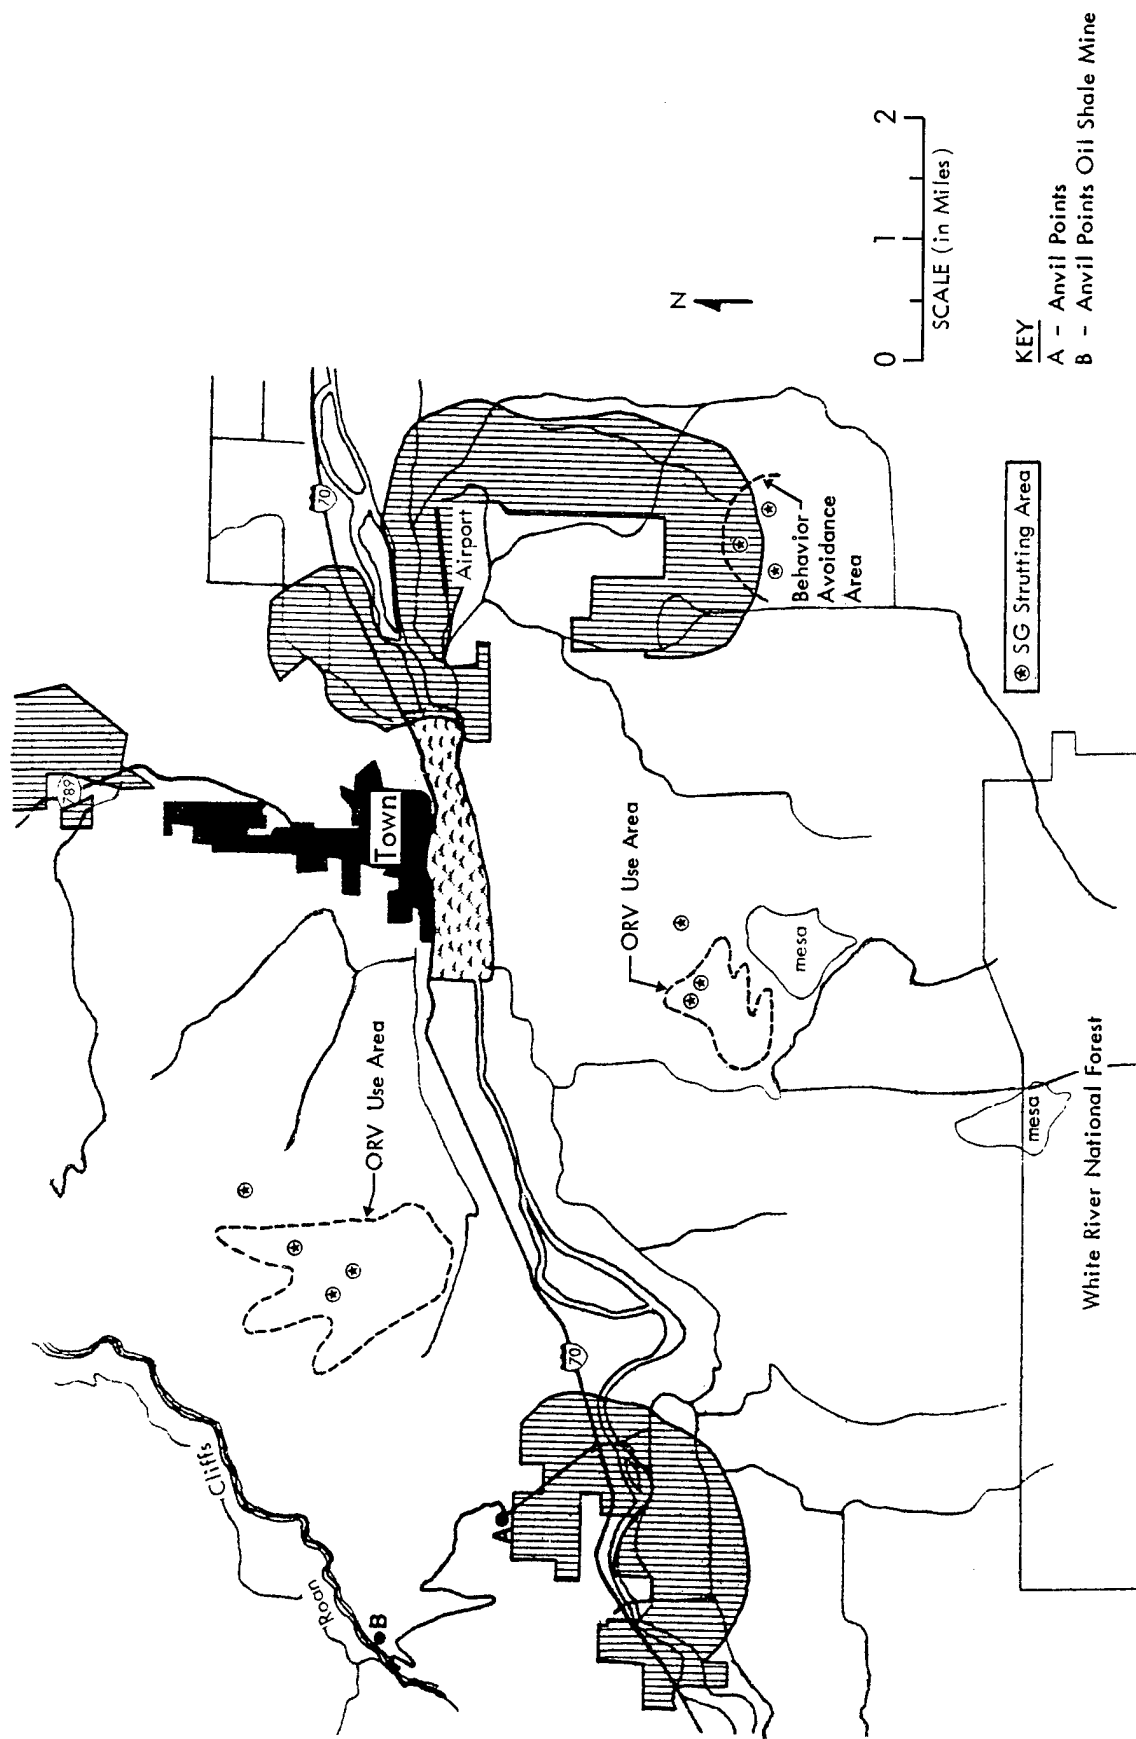 789
70
Town
Airport
Roan
Cliffs
B
A
ORV Use Area
70
ORV Use Area
mesa
mesa
Behavior-
Avoidance
Area
White River National Forest
N
0 1 2
SCALE (in Miles)
SG Strutting Area
KEY
A - Anvil Points
B - Anvil Points Oil Shale Mine